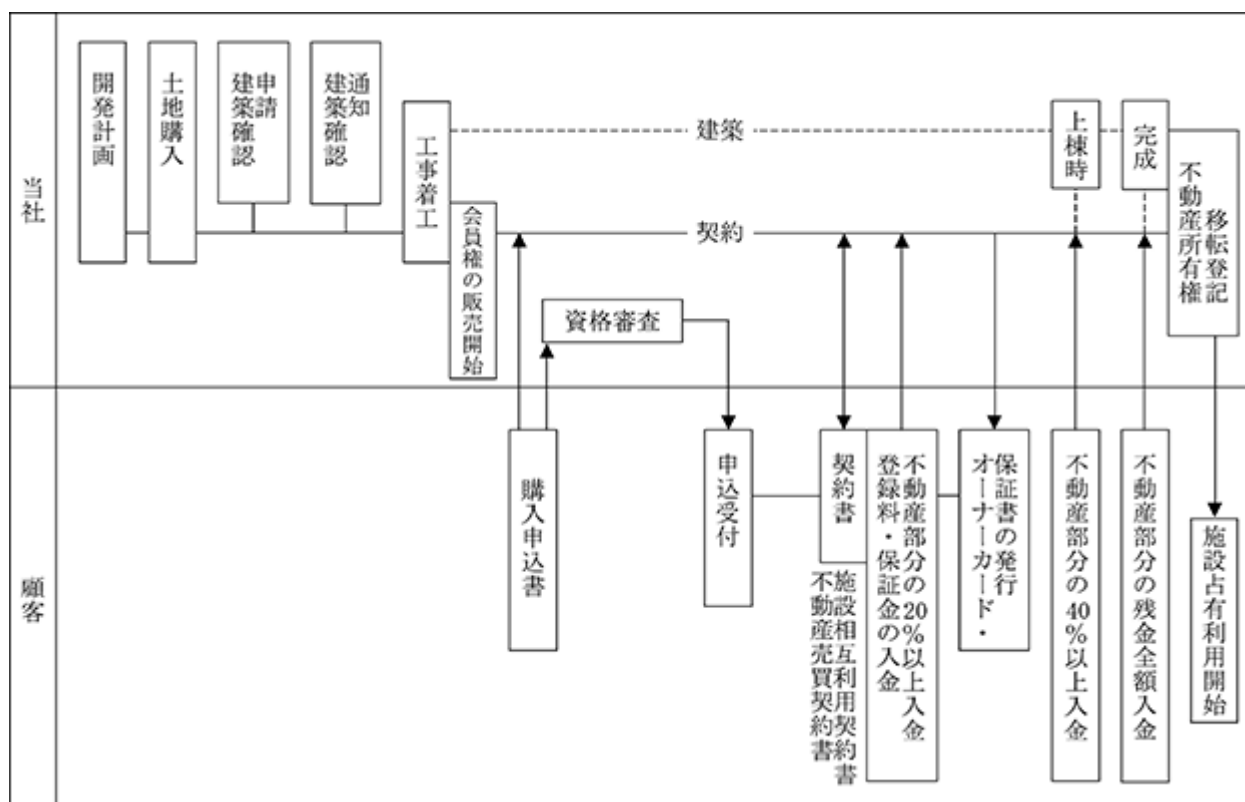 当社
開発計画
土地購入
建築確認
申請
建築確認
通知
工事着工
会員権の販売開始
建築
契約
上棟時
完成
不動産所有権
移転登記
資格審査
顧客
購入申込書
申込受付
契約書
不動産売買契約書
施設相互利用契約書
登録料・保証金の入金
不動産部分の20%以上入金
オーナーカード・
保証書の発行
不動産部分の40%以上入金
不動産部分の残金全額入金
施設占有利用開始